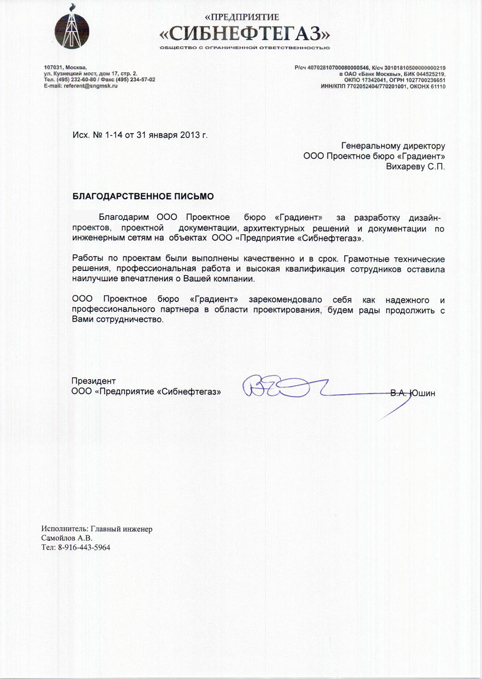 «ПРЕДПРИЯТИЕ
«СИБНЕФТЕГАЗ»
ОБЩЕСТВО С ОГРАНИЧЕННОЙ ОТВЕТСТВЕННОСТЬЮ
107031, Москва,
ул. Кузнецкий мост, дом 17, стр. 2.
Тел. (495) 232-60-80 / Факс (495) 234-57-02
E-mail: referent@sngmsk.ru
Р/сч 40702810700080000546, К/сч 30101810500000000219
в ОАО «Банк Москвы», БИК 044525219,
ОКПО 17342041, ОГРН 1027700238651
ИНН/КПП 7702052404/770201001, ОКОНХ 61110
Исх. № 1-14 от 31 января 2013 г.
Генеральному директору
ООО Проектное бюро «Градиент»
Вихареву С.П.
БЛАГОДАРСТВЕННОЕ ПИСЬМО
Благодарим ООО Проектное бюро «Градиент» за разработку дизайн-
проектов, проектной документации, архитектурных решений и документации по
инженерным сетям на объектах ООО «Предприятие «Сибнефтегаз».
Работы по проектам были выполнены качественно и в срок. Грамотные технические
решения, профессиональная работа и высокая квалификация сотрудников оставила
наилучшие впечатления о Вашей компании.
ООО Проектное бюро «Градиент» зарекомендовало себя как надежного и
профессионального партнера в области проектирования, будем рады продолжить с
Вами сотрудничество.
Президент
ООО «Предприятие «Сибнефтегаз»
В.А. Юшин
Исполнитель: Главный инженер
Самойлов А.В.
Тел: 8-916-443-5964